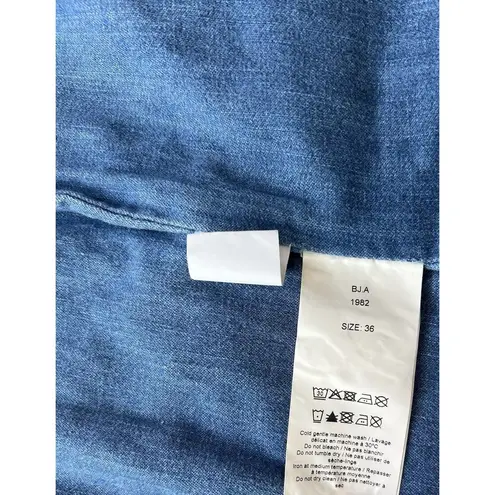 BJ.A
1982
SIZE: 36
Cold gentle machine wash / Lavage
délicat en machine à 30°C
Do not bleach / Ne pas blanchir
Do not tumble dry / Ne pas utiliser de
sèche-linge
Iron at medium temperature / Repasser
à température moyenne
Do not dry clean / Ne pas nettoyer à
sec